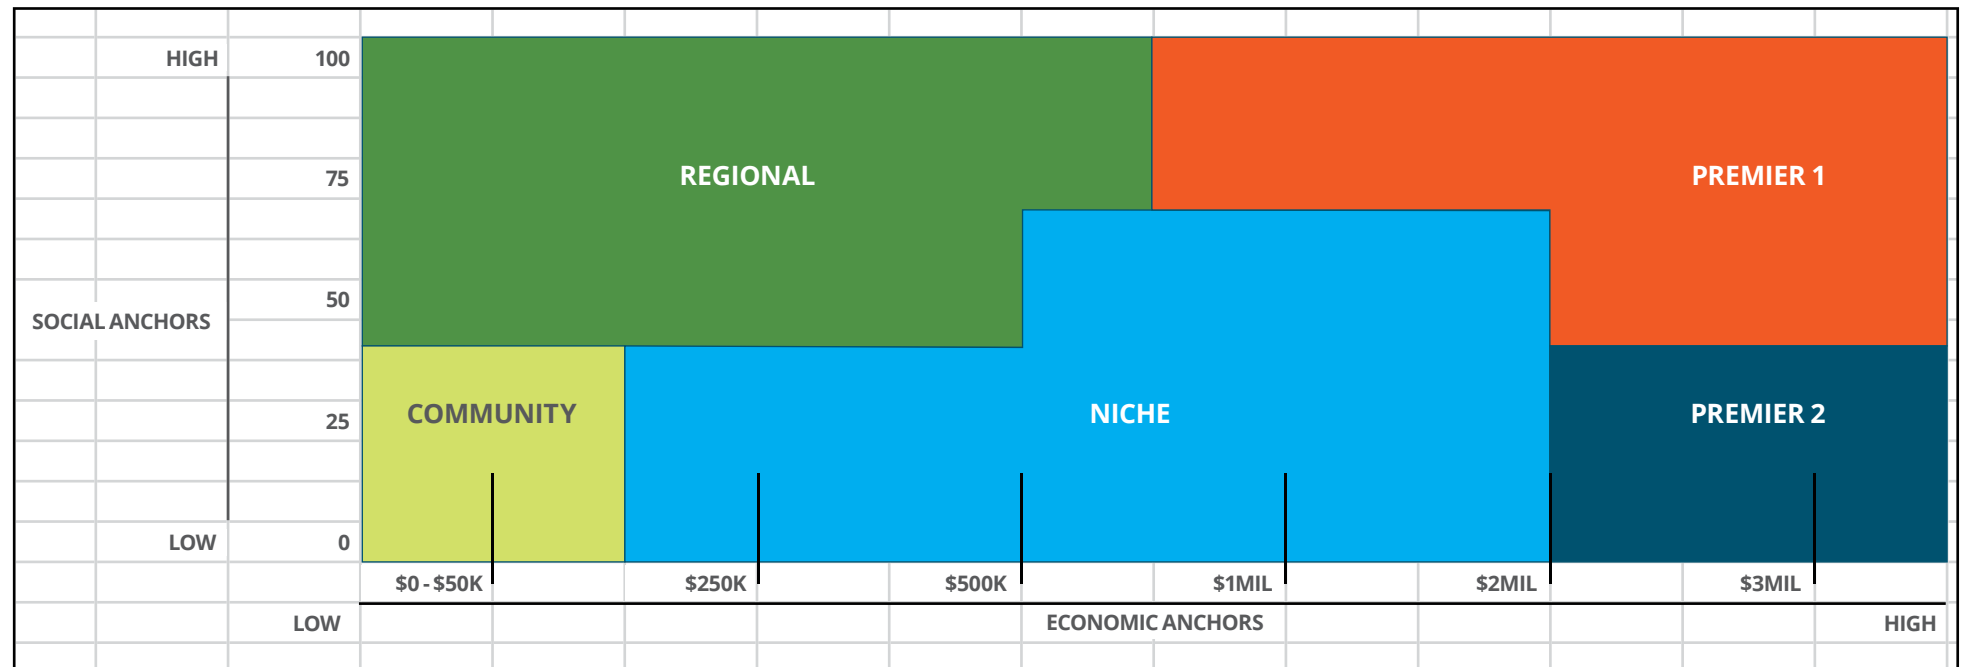 HIGH 100
75
REGIONAL PREMIER 1
50
SOCIAL ANCHORS
COMMUNITY NICHE PREMIER 2
25
LOW 0
$0 - $50K $250K $500K $1MIL $2MIL $3MIL
LOW ECONOMIC ANCHORS HIGH